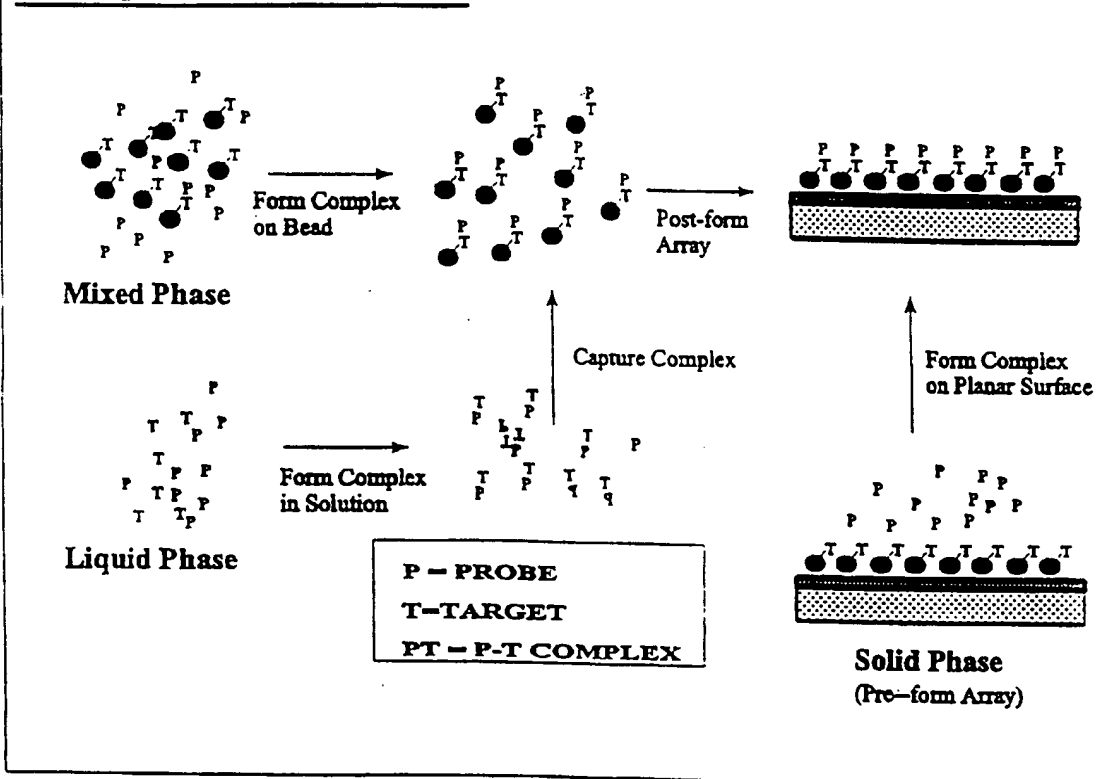 Form Complex
on Bead
Post-form
Array
Mixed Phase
Capture Complex
Form Complex
on Planar Surface
Form Complex
in Solution
Liquid Phase
P – PROBE
T–TARGET
PT – P-T COMPLEX
Solid Phase
(Pre–form Array)